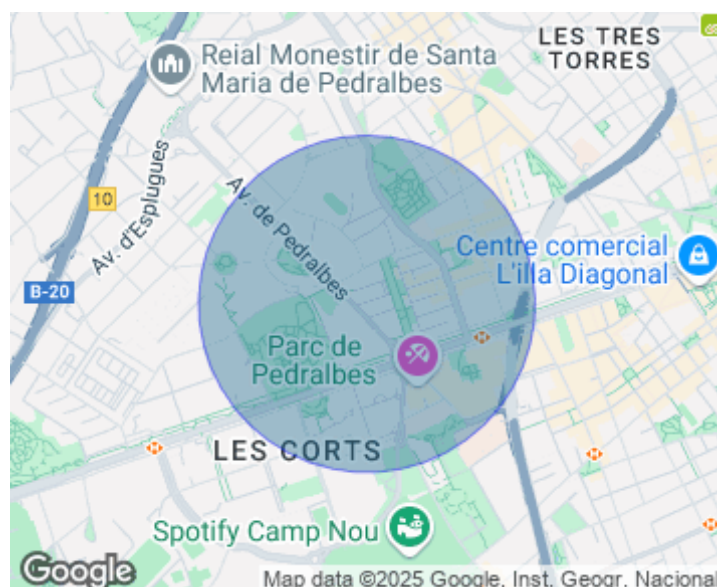 LES TRES
TORRES
Reial Monestir de Santa
Maria de Pedralbes
Av. d'Esplugues
10
Av. de Pedralbes
B-20
Centre comercial
L'illa Diagonal
Parc de
Pedralbes
LES CORTS
Spotify Camp Nou
Google
Map data ©2025 Google, Inst. Geogr. Nacional